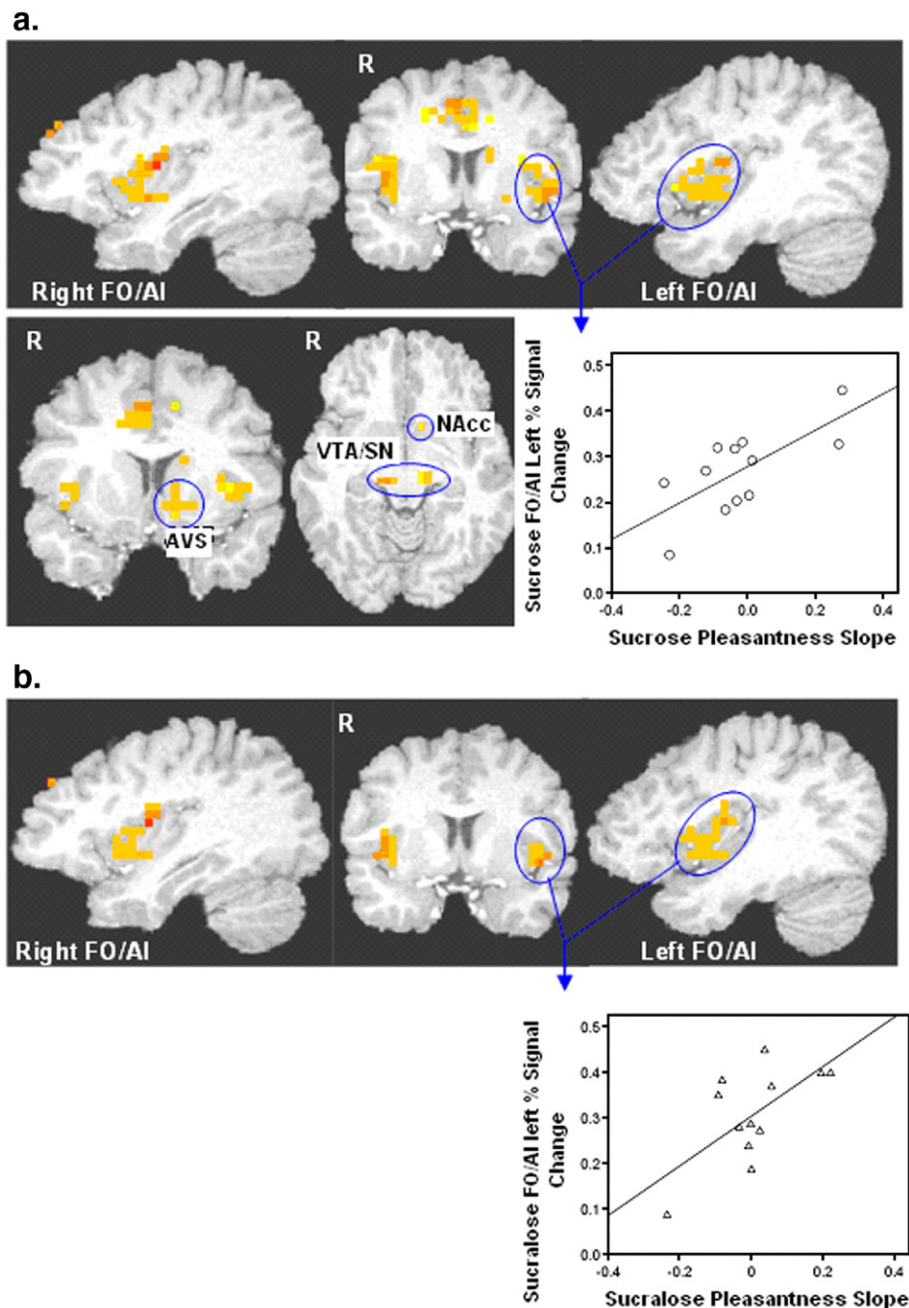 a.
R
Right FO/AI
Left FO/AI
R
R
NAcc
VTA/SN
AVS
Sucrose FO/AI Left % Signal
Change
0.5
0.4
0.3
0.2
0.1
0.0
-0.4
-0.2
0.0
0.2
0.4
Sucrose Pleasantness Slope
b.
R
Right FO/AI
Left FO/AI
Sucralose FO/AI left % Signal
Change
0.5
0.4
0.3
0.2
0.1
0.0
-0.4
-0.2
0
0.2
0.4
Sucralose Pleasantness Slope